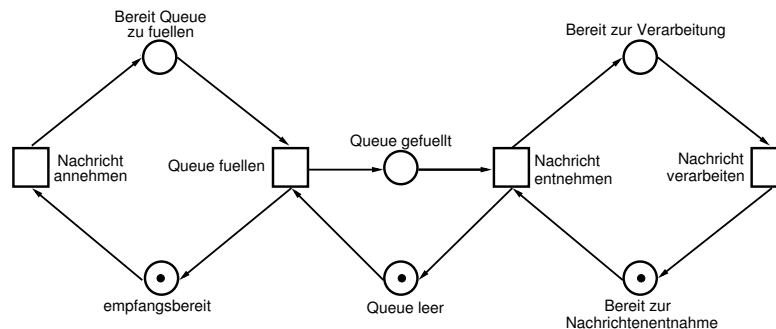 Bereit Queue
zu fuellen
Bereit zur Verarbeitung
Nachricht
annehmen
Queue fuellen
Queue gefuellt
Nachricht
entnehmen
Nachricht
verarbeiten
empfangsbereit
Queue leer
Bereit zur
Nachrichtenentnahme